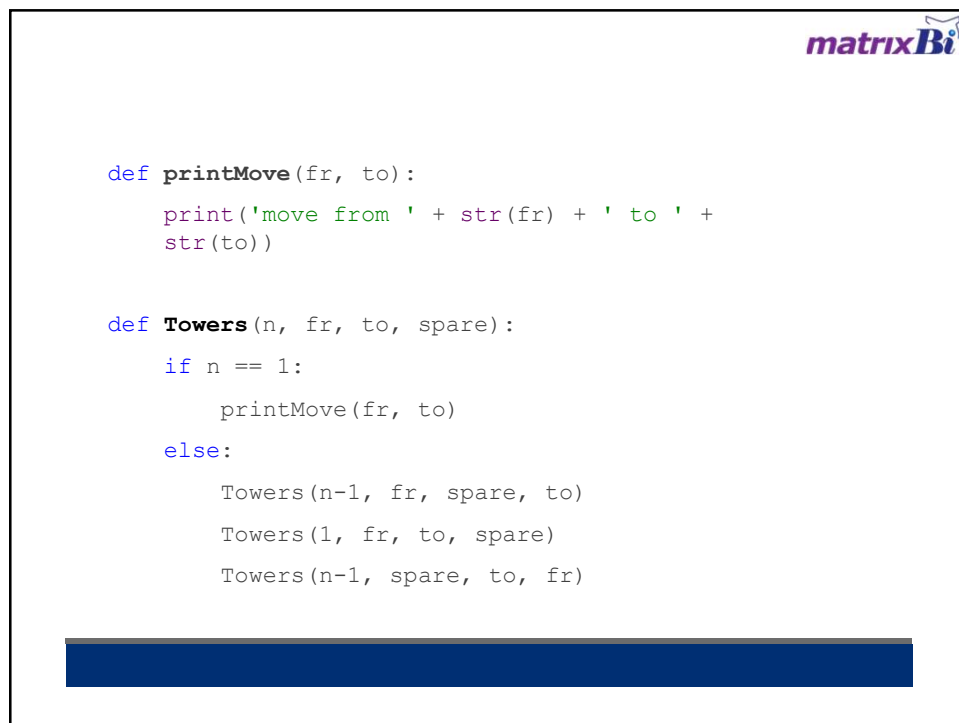 matrixBi
def printMove(fr, to):
    print('move from ' + str(fr) + ' to ' +
    str(to))
def Towers(n, fr, to, spare):
    if n == 1:
        printMove(fr, to)
    else:
        Towers(n-1, fr, spare, to)
        Towers(1, fr, to, spare)
        Towers(n-1, spare, to, fr)